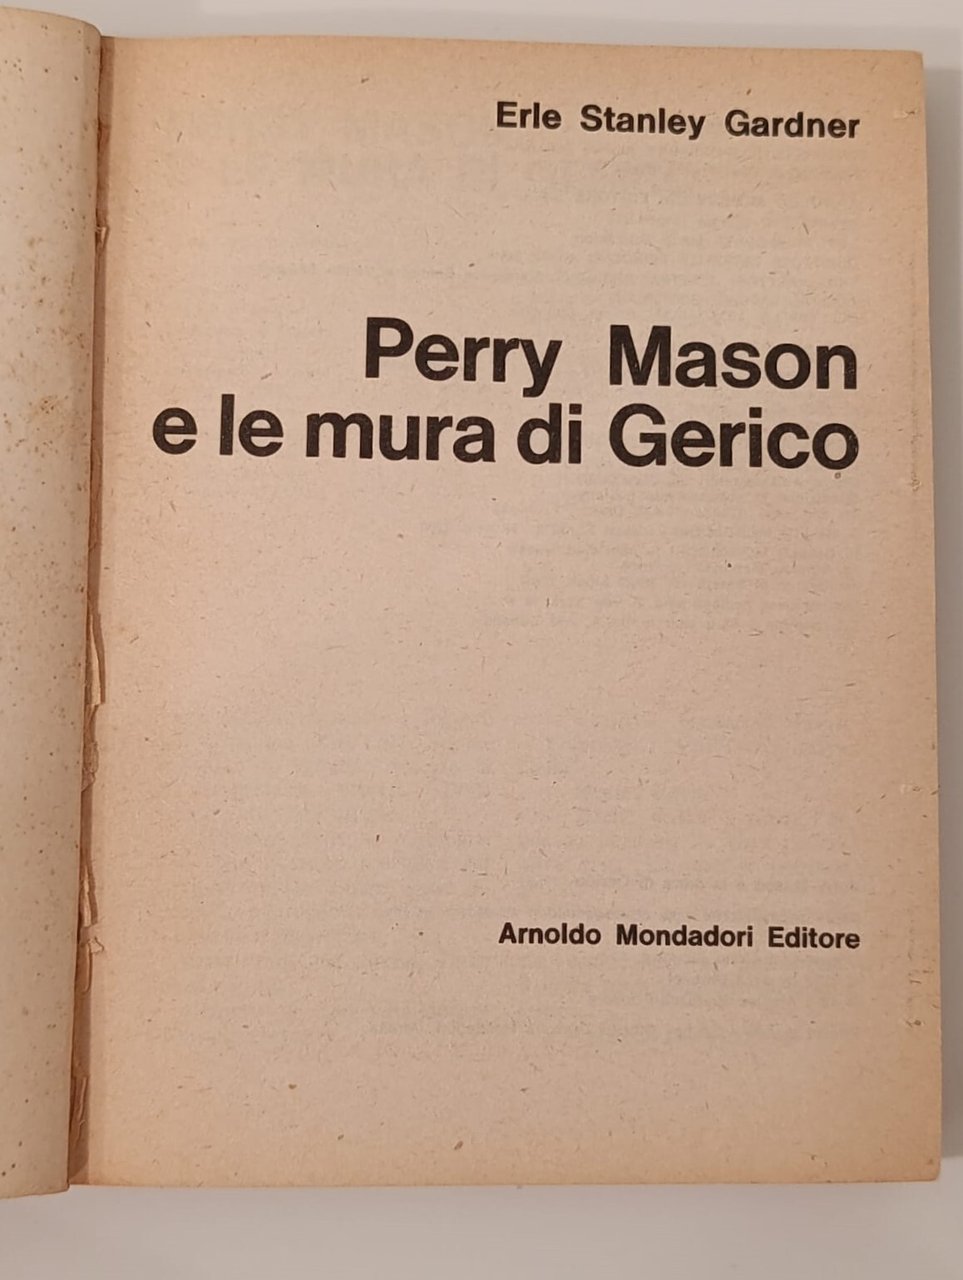 Erle Stanley Gardner
Perry Mason
e le mura di Gerico
Arnoldo Mondadori Editore